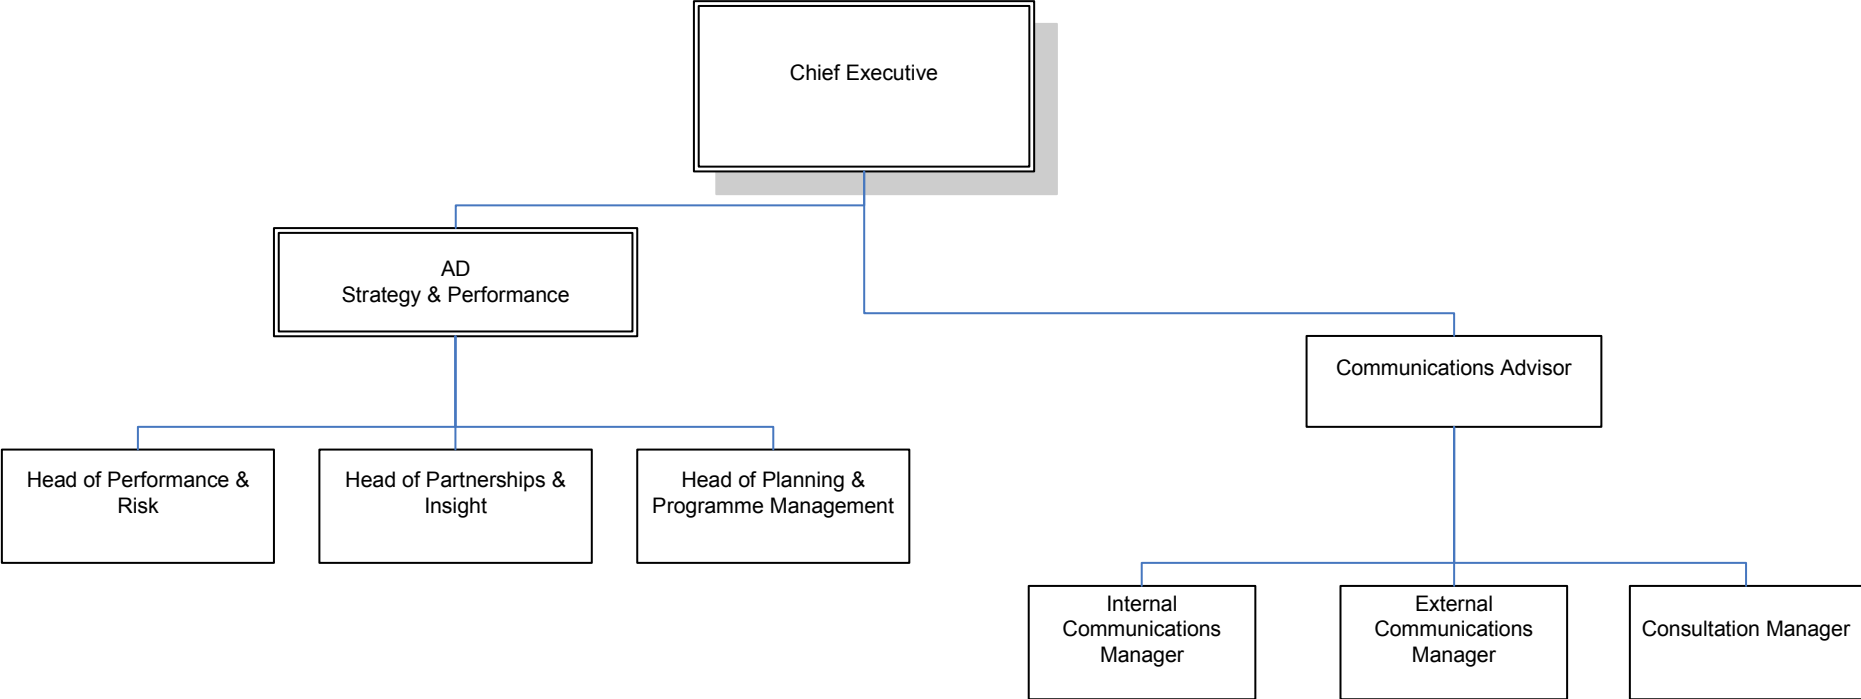 Chief Executive
AD
Strategy & Performance
Communications Advisor
Head of Performance &
Risk
Head of Partnerships &
Insight
Head of Planning &
Programme Management
Internal
Communications
Manager
External
Communications
Manager
Consultation Manager